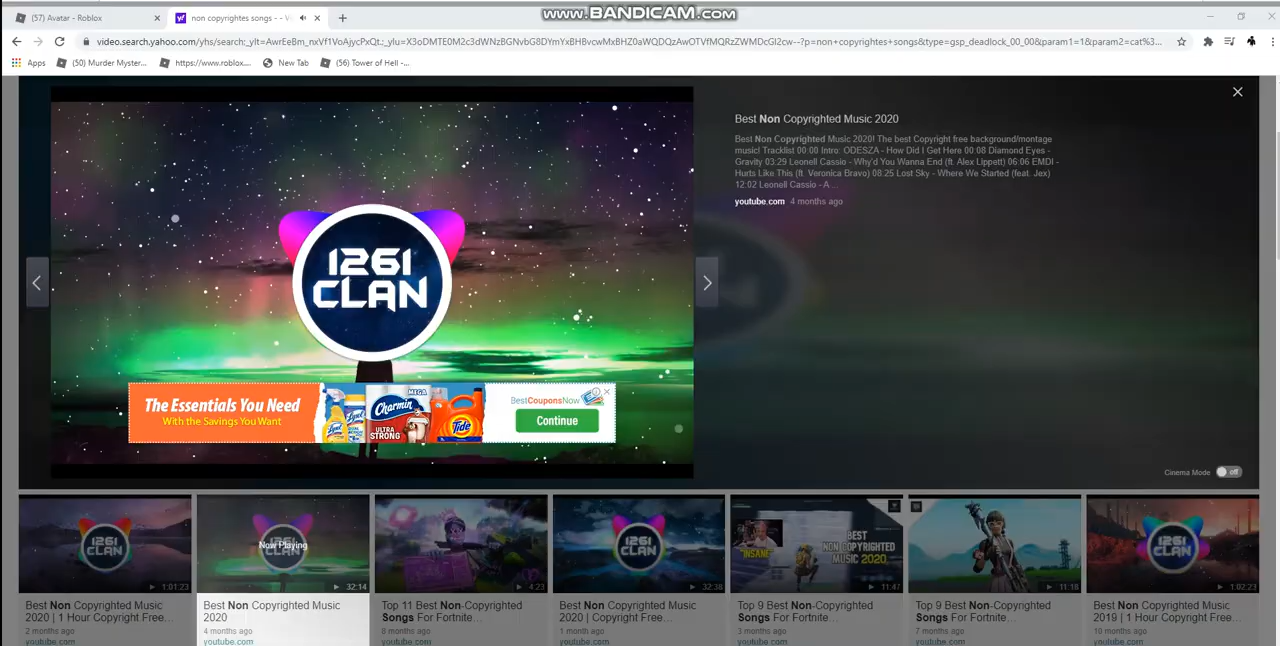 www.BANDICAM.com
(57) Avatar - Roblox
non copyrightes songs - - V
video.search.yahoo.com/yhs/search;_ylt=AwrEeBm_nxVf1VoAjycPxQt.;_ylu=X3oDMTE0M2c3dWNzBGNvbG8DYmYxBHBvcwMxBHZ0aWQDQzAwOTVfMQRzZWMDcGl2cw--?p=non+copyrightes+songs&type=gsp_deadlock_00_00&param1=1&param2=cat%3...
Apps
(50) Murder Myster...
https://www.roblox....
New Tab
(56) Tower of Hell -...
Best Non Copyrighted Music 2020
Best Non Copyrighted Music 2020! The best Copyright free background/montage
music! Tracklist 00:00 Intro: ODESZA - How Did I Get Here 00:08 Diamond Eyes -
Gravity 03:29 Leonell Cassio - Why'd You Wanna End (ft. Alex Lippett) 06:06 EMDI -
Hurts Like This (ft. Veronica Bravo) 08:25 Lost Sky - Where We Started (feat. Jex)
12:02 Leonell Cassio - A ...
youtube.com 4 months ago
1261
CLAN
The Essentials You Need
With the Savings You Want
Lysol
MEGA
Charmin
ULTRA
STRONG
Tide
BestCouponsNow
Continue
Cinema Mode
off
1261
CLAN
1:01:23
Best Non Copyrighted Music
2020 | 1 Hour Copyright Free...
2 months ago
youtube.com
Now Playing
32:14
Best Non Copyrighted Music
2020
4 months ago
youtube.com
4:23
Top 11 Best Non-Copyrighted
Songs For Fortnite...
8 months ago
youtube.com
1261
CLAN
32:38
Best Non Copyrighted Music
2020 | Copyright Free...
1 month ago
youtube.com
"INSANE"
BEST
NON COPYRIGHTED
MUSIC 2020
11:47
Top 9 Best Non-Copyrighted
Songs For Fortnite...
3 months ago
youtube.com
11:18
Top 9 Best Non-Copyrighted
Songs For Fortnite...
7 months ago
youtube.com
1261
CLAN
1:02:23
Best Non Copyrighted Music
2019 | 1 Hour Copyright Free...
10 months ago
youtube.com